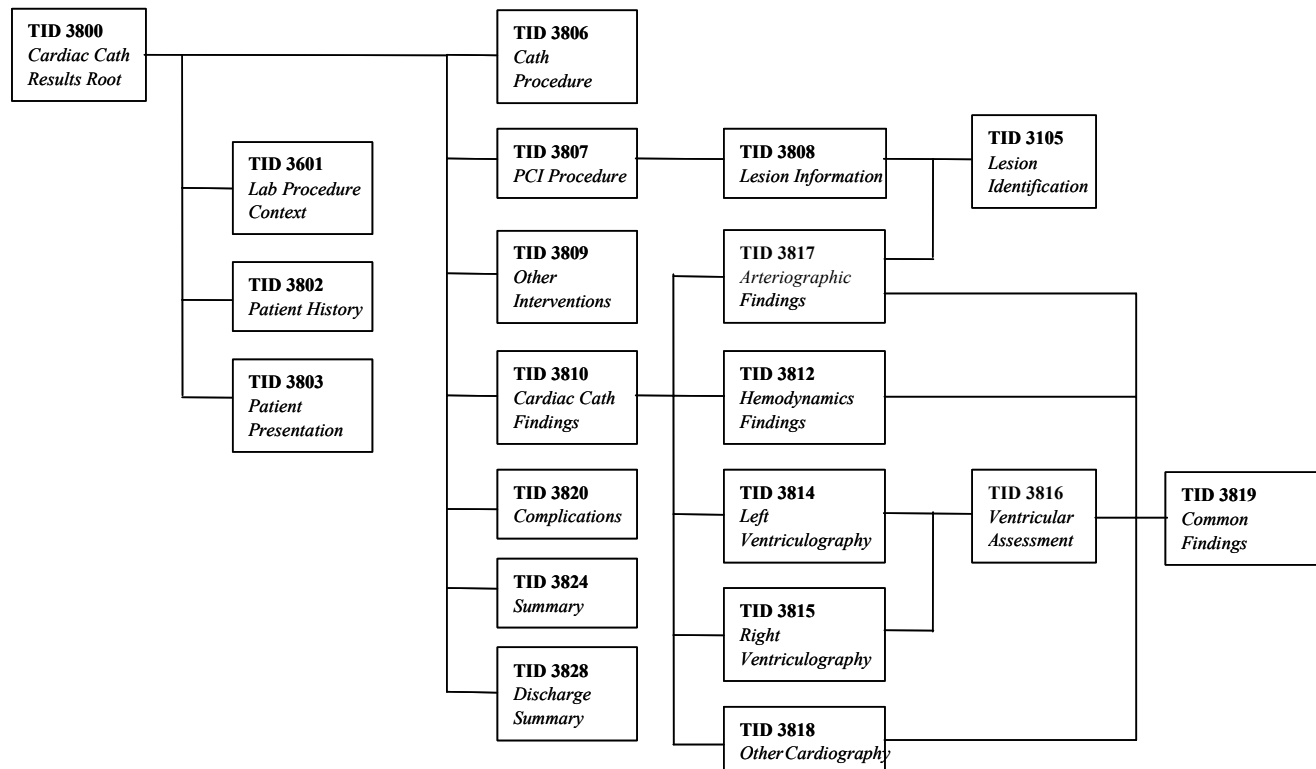 TID 3800
Cardiac Cath
Results Root
TID 3601
Lab Procedure
Context
TID 3802
Patient History
TID 3803
Patient
Presentation
TID 3806
Cath
Procedure
TID 3807
PCI Procedure
TID 3809
Other
Interventions
TID 3810
Cardiac Cath
Findings
TID 3820
Complications
TID 3824
Summary
TID 3828
Discharge
Summary
TID 3808
Lesion Information
TID 3817
Arteriographic
Findings
TID 3812
Hemodynamics
Findings
TID 3814
Left
Ventriculography
TID 3815
Right
Ventriculography
TID 3818
Other Cardiography
TID 3105
Lesion
Identification
TID 3816
Ventricular
Assessment
TID 3819
Common
Findings